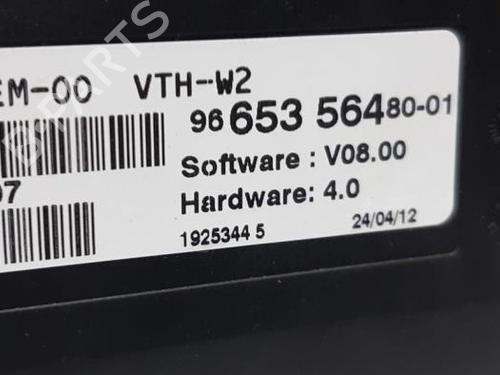 EM-00 VTH-W2
96 653 564 80-01
Software : V08.00
07
Hardware: 4.0
1925344 5 24/04/12
B-PARTS